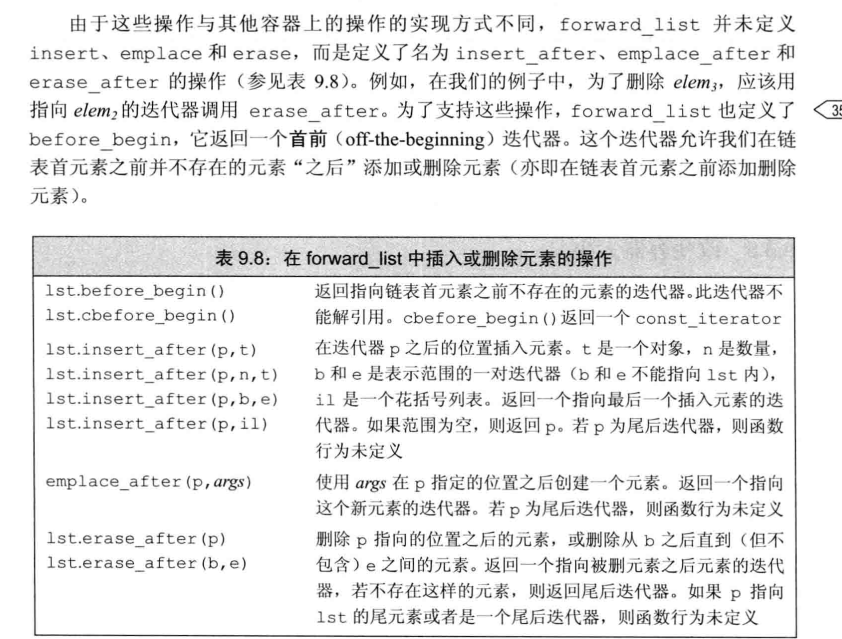 由于这些操作与其他容器上的操作的实现方式不同，forward_list 并未定义
insert、emplace 和 erase，而是定义了名为 insert_after、emplace_after 和
erase_after 的操作（参见表 9.8）。例如，在我们的例子中，为了删除 elem₃，应该用
指向 elem₂的迭代器调用 erase_after。为了支持这些操作，forward_list 也定义了
before_begin，它返回一个首前（off-the-beginning）迭代器。这个迭代器允许我们在链
表首元素之前并不存在的元素“之后”添加或删除元素（亦即在链表首元素之前添加删除
元素）。
表 9.8：在 forward_list 中插入或删除元素的操作
lst.before_begin() 返回指向链表首元素之前不存在的元素的迭代器。此迭代器不
lst.cbefore_begin() 能解引用。cbefore_begin()返回一个 const_iterator
lst.insert_after(p,t) 在迭代器 p 之后的位置插入元素。t 是一个对象，n 是数量，
lst.insert_after(p,n,t) b 和 e 是表示范围的一对迭代器（b 和 e 不能指向 lst 内），
lst.insert_after(p,b,e) il 是一个花括号列表。返回一个指向最后一个插入元素的迭
lst.insert_after(p,il) 代器。如果范围为空，则返回 p。若 p 为尾后迭代器，则函数
行为未定义
emplace_after(p,args) 使用 args 在 p 指定的位置之后创建一个元素。返回一个指向
这个新元素的迭代器。若 p 为尾后迭代器，则函数行为未定义
lst.erase_after(p) 删除 p 指向的位置之后的元素，或删除从 b 之后直到（但不
lst.erase_after(b,e) 包含）e 之间的元素。返回一个指向被删元素之后元素的迭代
器，若不存在这样的元素，则返回尾后迭代器。如果 p 指向
lst 的尾元素或者是一个尾后迭代器，则函数行为未定义